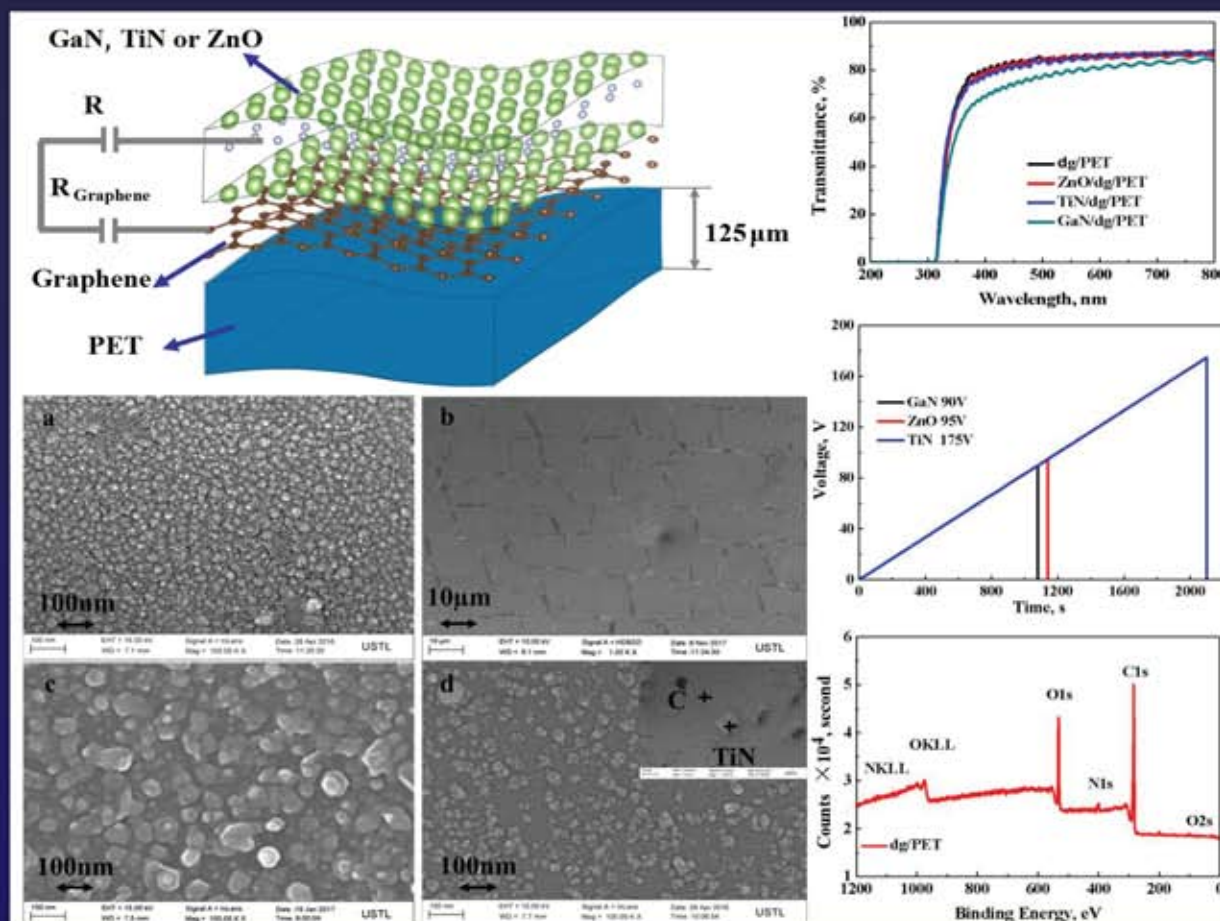 GaN, TiN or ZnO
R
R Graphene
Graphene
PET
125 μm
Transmittance, %
100
80
60
40
20
0
dg/PET
ZnO/dg/PET
TiN/dg/PET
GaN/dg/PET
200 300 400 500 600 700 800
Wavelength, nm
Voltage, V
200
160
120
80
40
0
GaN 90V
ZnO 95V
TiN 175V
0 400 800 1200 1600 2000
Time, s
a
100nm
USTL
b
10μm
USTL
c
100nm
USTL
d
C
TiN
100nm
USTL
Counts ×10⁴, second
6
5
4
3
2
1
NKLL
OKLL
O1s
N1s
C1s
O2s
dg/PET
1200 1000 800 600 400 200 0
Binding Energy, eV